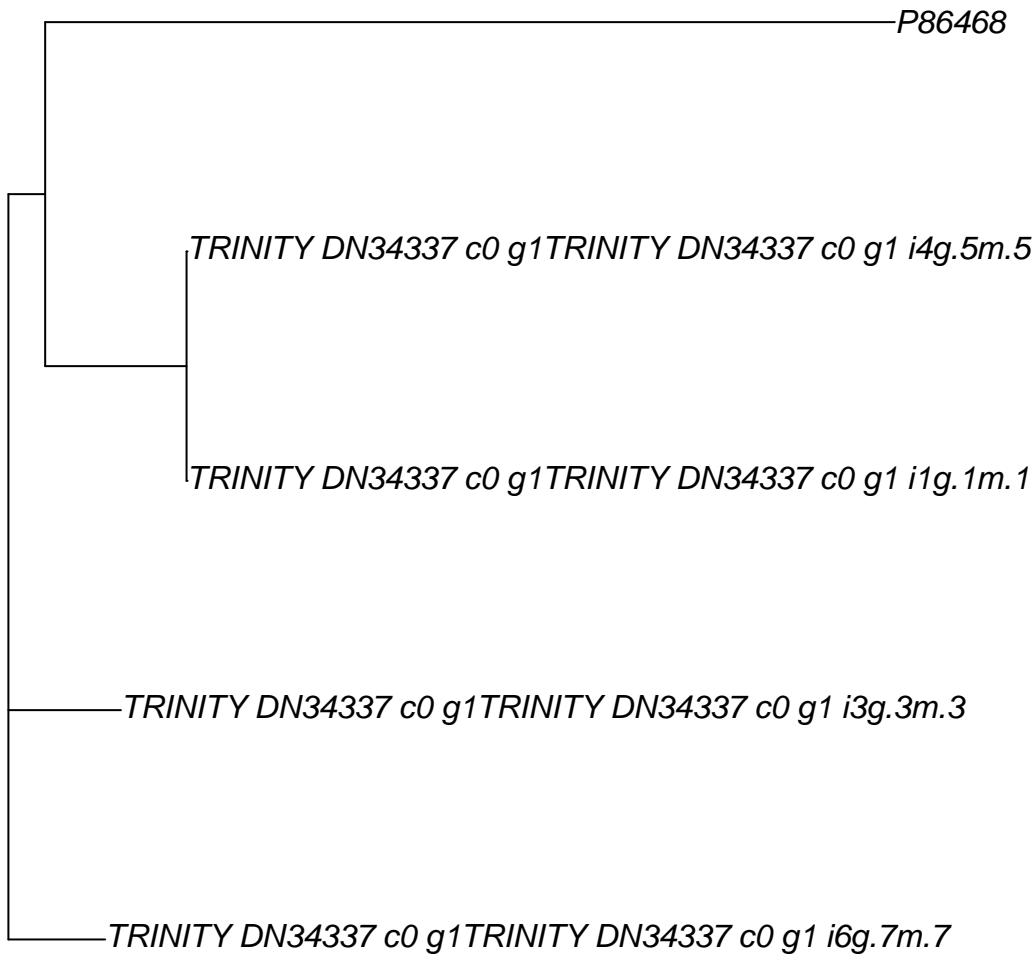 P86468
TRINITY DN34337 c0 g1TRINITY DN34337 c0 g1 i4g.5m.5
TRINITY DN34337 c0 g1TRINITY DN34337 c0 g1 i1g.1m.1
TRINITY DN34337 c0 g1TRINITY DN34337 c0 g1 i3g.3m.3
TRINITY DN34337 c0 g1TRINITY DN34337 c0 g1 i6g.7m.7